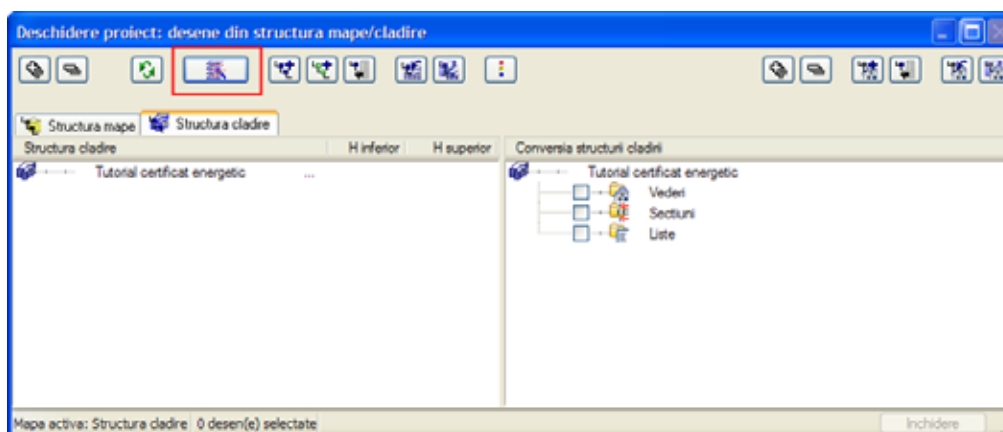 Deschidere proiect: desene din structura mape/cladire
Structura mape Structura cladire
Structura cladire H inferior H superior Conversia structurii cladirii
Tutorial certificat energetic ... Tutorial certificat energetic
Vederi
Sectiuni
Liste
Mapa activa: Structura cladire 0 desen(e) selectate Inchidere